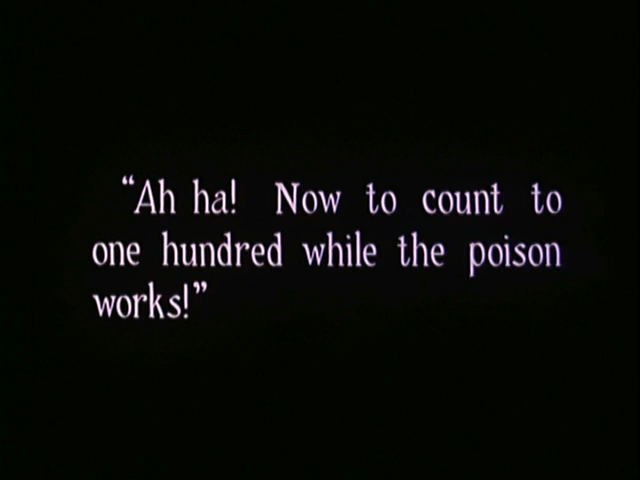 “Ah ha! Now to count to
one hundred while the poison
works!”